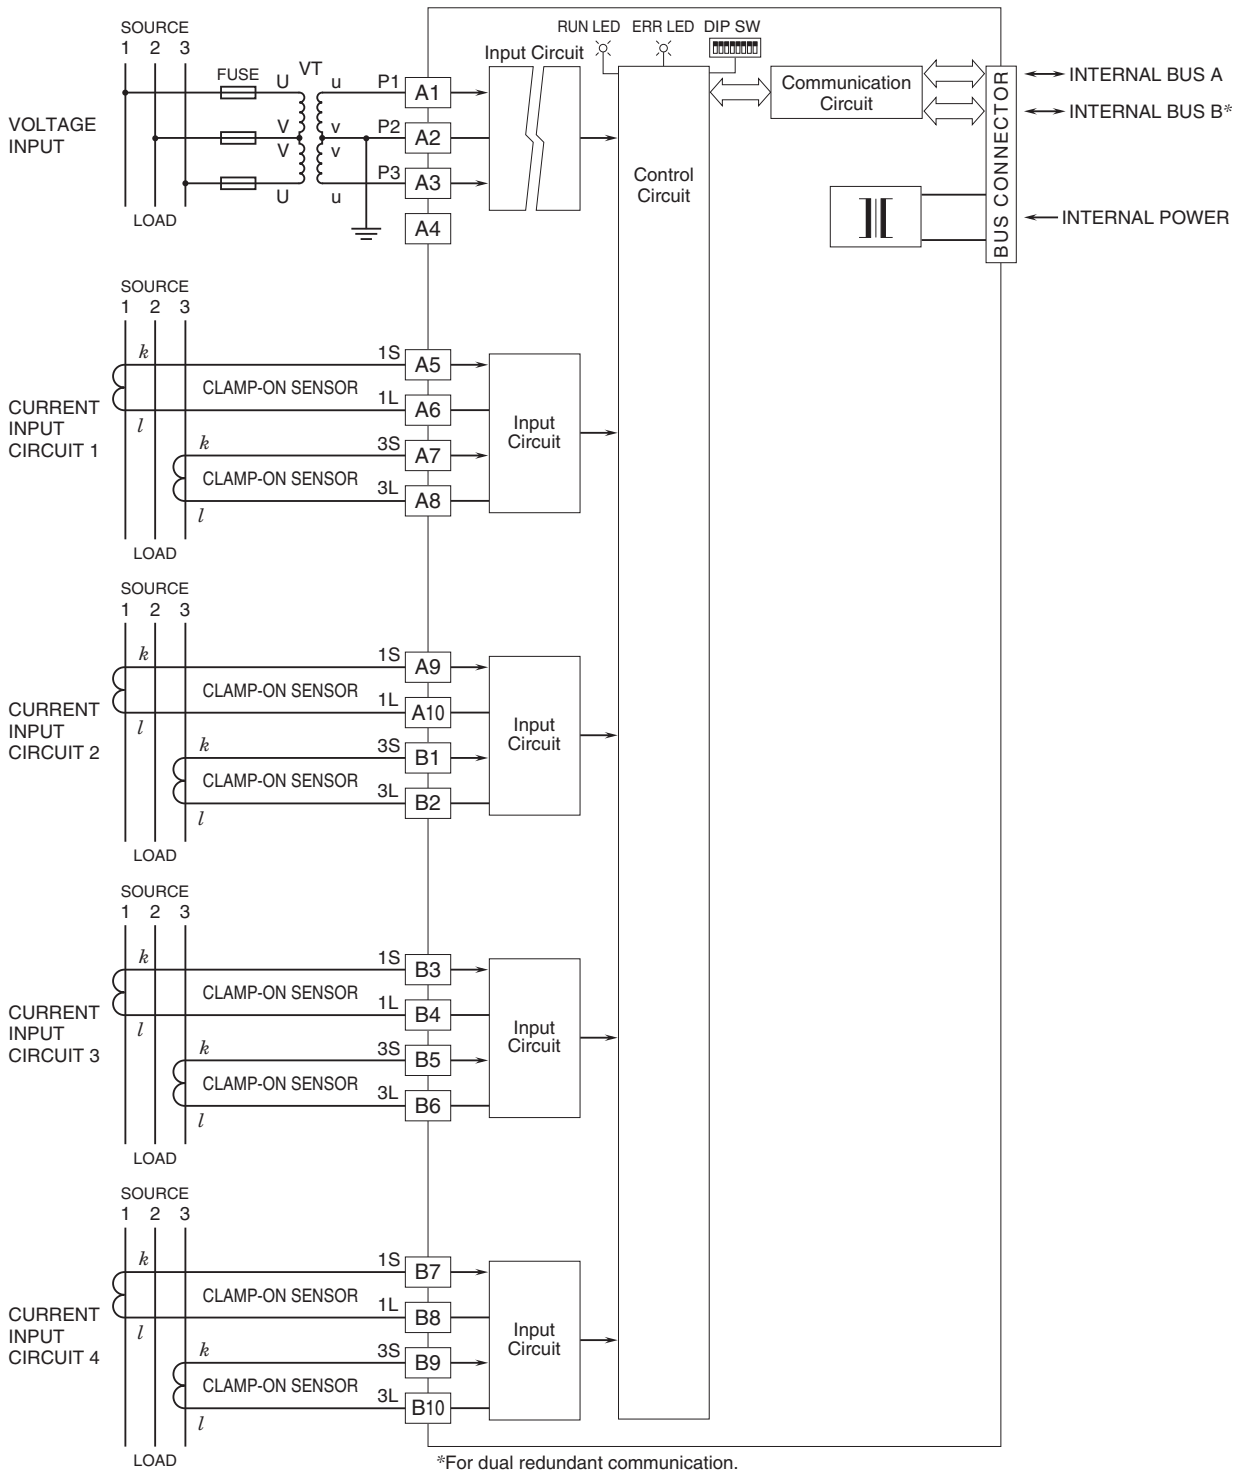 SOURCE
1 2 3
VOLTAGE
INPUT
FUSE
VT
U
V
V
U
u
v
v
u
P1
P2
P3
A1
A2
A3
A4
LOAD
Input Circuit
RUN LED
ERR LED
DIP SW
Control
Circuit
Communication
Circuit
BUS CONNECTOR
INTERNAL BUS A
INTERNAL BUS B*
INTERNAL POWER
SOURCE
1 2 3
CURRENT
INPUT
CIRCUIT 1
k
CLAMP-ON SENSOR
l
k
CLAMP-ON SENSOR
l
1S
1L
3S
3L
A5
A6
A7
A8
Input
Circuit
LOAD
SOURCE
1 2 3
CURRENT
INPUT
CIRCUIT 2
k
CLAMP-ON SENSOR
l
k
CLAMP-ON SENSOR
l
1S
1L
3S
3L
A9
A10
B1
B2
Input
Circuit
LOAD
SOURCE
1 2 3
CURRENT
INPUT
CIRCUIT 3
k
CLAMP-ON SENSOR
l
k
CLAMP-ON SENSOR
l
1S
1L
3S
3L
B3
B4
B5
B6
Input
Circuit
LOAD
SOURCE
1 2 3
CURRENT
INPUT
CIRCUIT 4
k
CLAMP-ON SENSOR
l
k
CLAMP-ON SENSOR
l
1S
1L
3S
3L
B7
B8
B9
B10
Input
Circuit
LOAD
*For dual redundant communication.